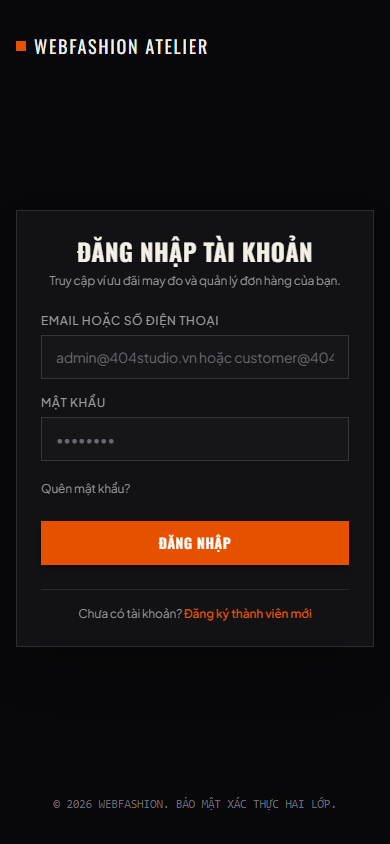 WEBFASHION ATELIER
ĐĂNG NHẬP TÀI KHOẢN
Truy cập ví ưu đãi may đo và quản lý đơn hàng của bạn.
EMAIL HOẶC SỐ ĐIỆN THOẠI
admin@404studio.vn hoặc customer@404
MẬT KHẨU
••••••••
Quên mật khẩu?
ĐĂNG NHẬP
Chưa có tài khoản? Đăng ký thành viên mới
© 2026 WEBFASHION. BẢO MẬT XÁC THỰC HAI LỚP.